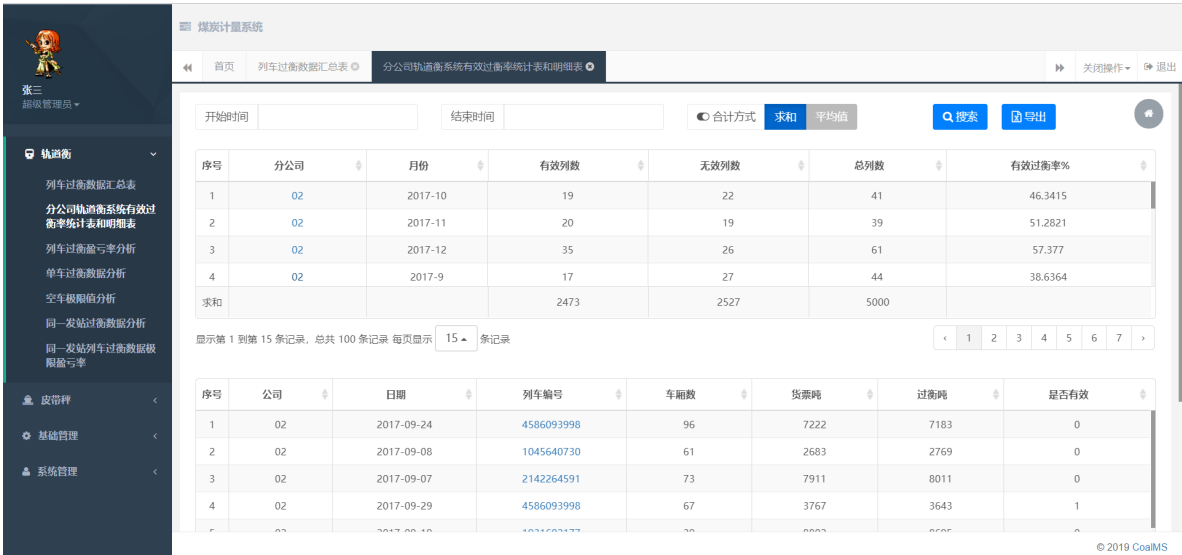 煤炭计量系统
首页 列车过衡数据汇总表 分公司轨道衡系统有效过衡率统计表和明细表 关闭操作 退出
张三
超级管理员
轨道衡
列车过衡数据汇总表
分公司轨道衡系统有效过
衡率统计表和明细表
列车过衡盈亏率分析
单车过衡数据分析
空车极限值分析
同一发站过衡数据分析
同一发站列车过衡数据极
限盈亏率
皮带秤
基础管理
系统管理
开始时间 结束时间 合计方式 求和 平均值 搜索 导出
序号 分公司 月份 有效列数 无效列数 总列数 有效过衡率%
1 02 2017-10 19 22 41 46.3415
2 02 2017-11 20 19 39 51.2821
3 02 2017-12 35 26 61 57.377
4 02 2017-9 17 27 44 38.6364
求和 2473 2527 5000
显示第 1 到第 15 条记录，总共 100 条记录 每页显示 15 条记录
‹ 1 2 3 4 5 6 7 ›
序号 公司 日期 列车编号 车厢数 货票吨 过衡吨 是否有效
1 02 2017-09-24 4586093998 96 7222 7183 0
2 02 2017-09-08 1045640730 61 2683 2769 0
3 02 2017-09-07 2142264591 73 7911 8011 0
4 02 2017-09-29 4586093998 67 3767 3643 1
© 2019 CoalMS